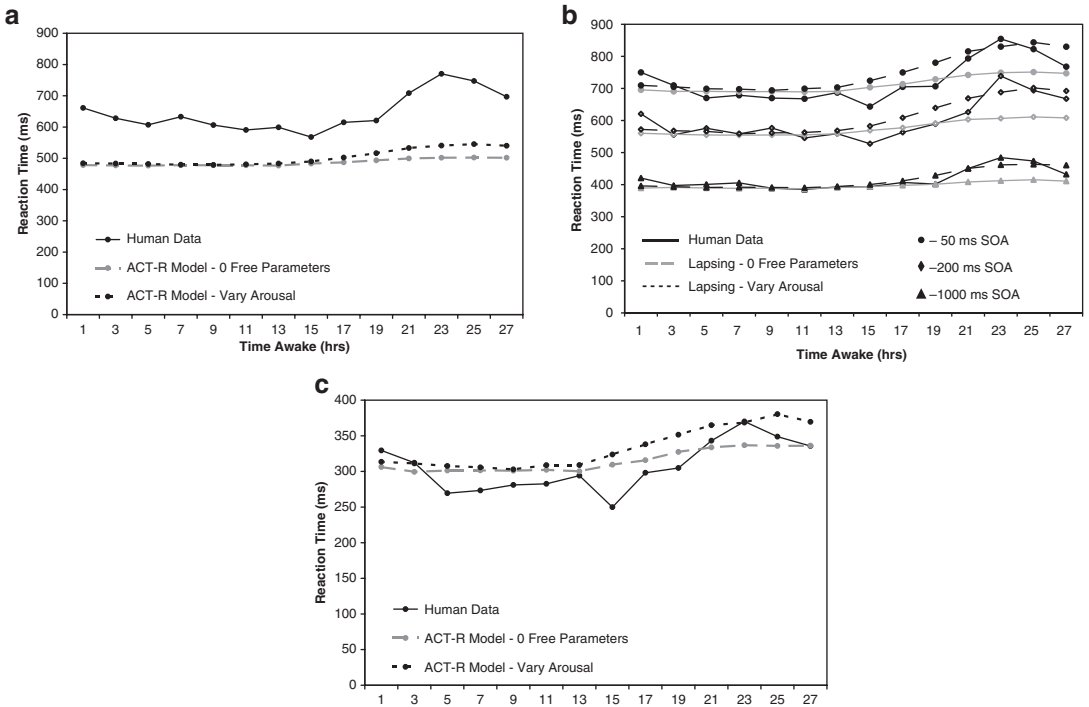 a
900
800
700
600
500
400
300
200
100
0
Reaction Time (ms)
Human Data
ACT-R Model - 0 Free Parameters
ACT-R Model - Vary Arousal
1 3 5 7 9 11 13 15 17 19 21 23 25 27
Time Awake (hrs)
b
900
800
700
600
500
400
300
200
100
0
Reaction Time (ms)
Human Data
Lapsing - 0 Free Parameters
Lapsing - Vary Arousal
– 50 ms SOA
–200 ms SOA
–1000 ms SOA
1 3 5 7 9 11 13 15 17 19 21 23 25 27
Time Awake (hrs)
c
400
350
300
250
200
150
100
50
0
Reaction Time (ms)
Human Data
ACT-R Model - 0 Free Parameters
ACT-R Model - Vary Arousal
1 3 5 7 9 11 13 15 17 19 21 23 25 27